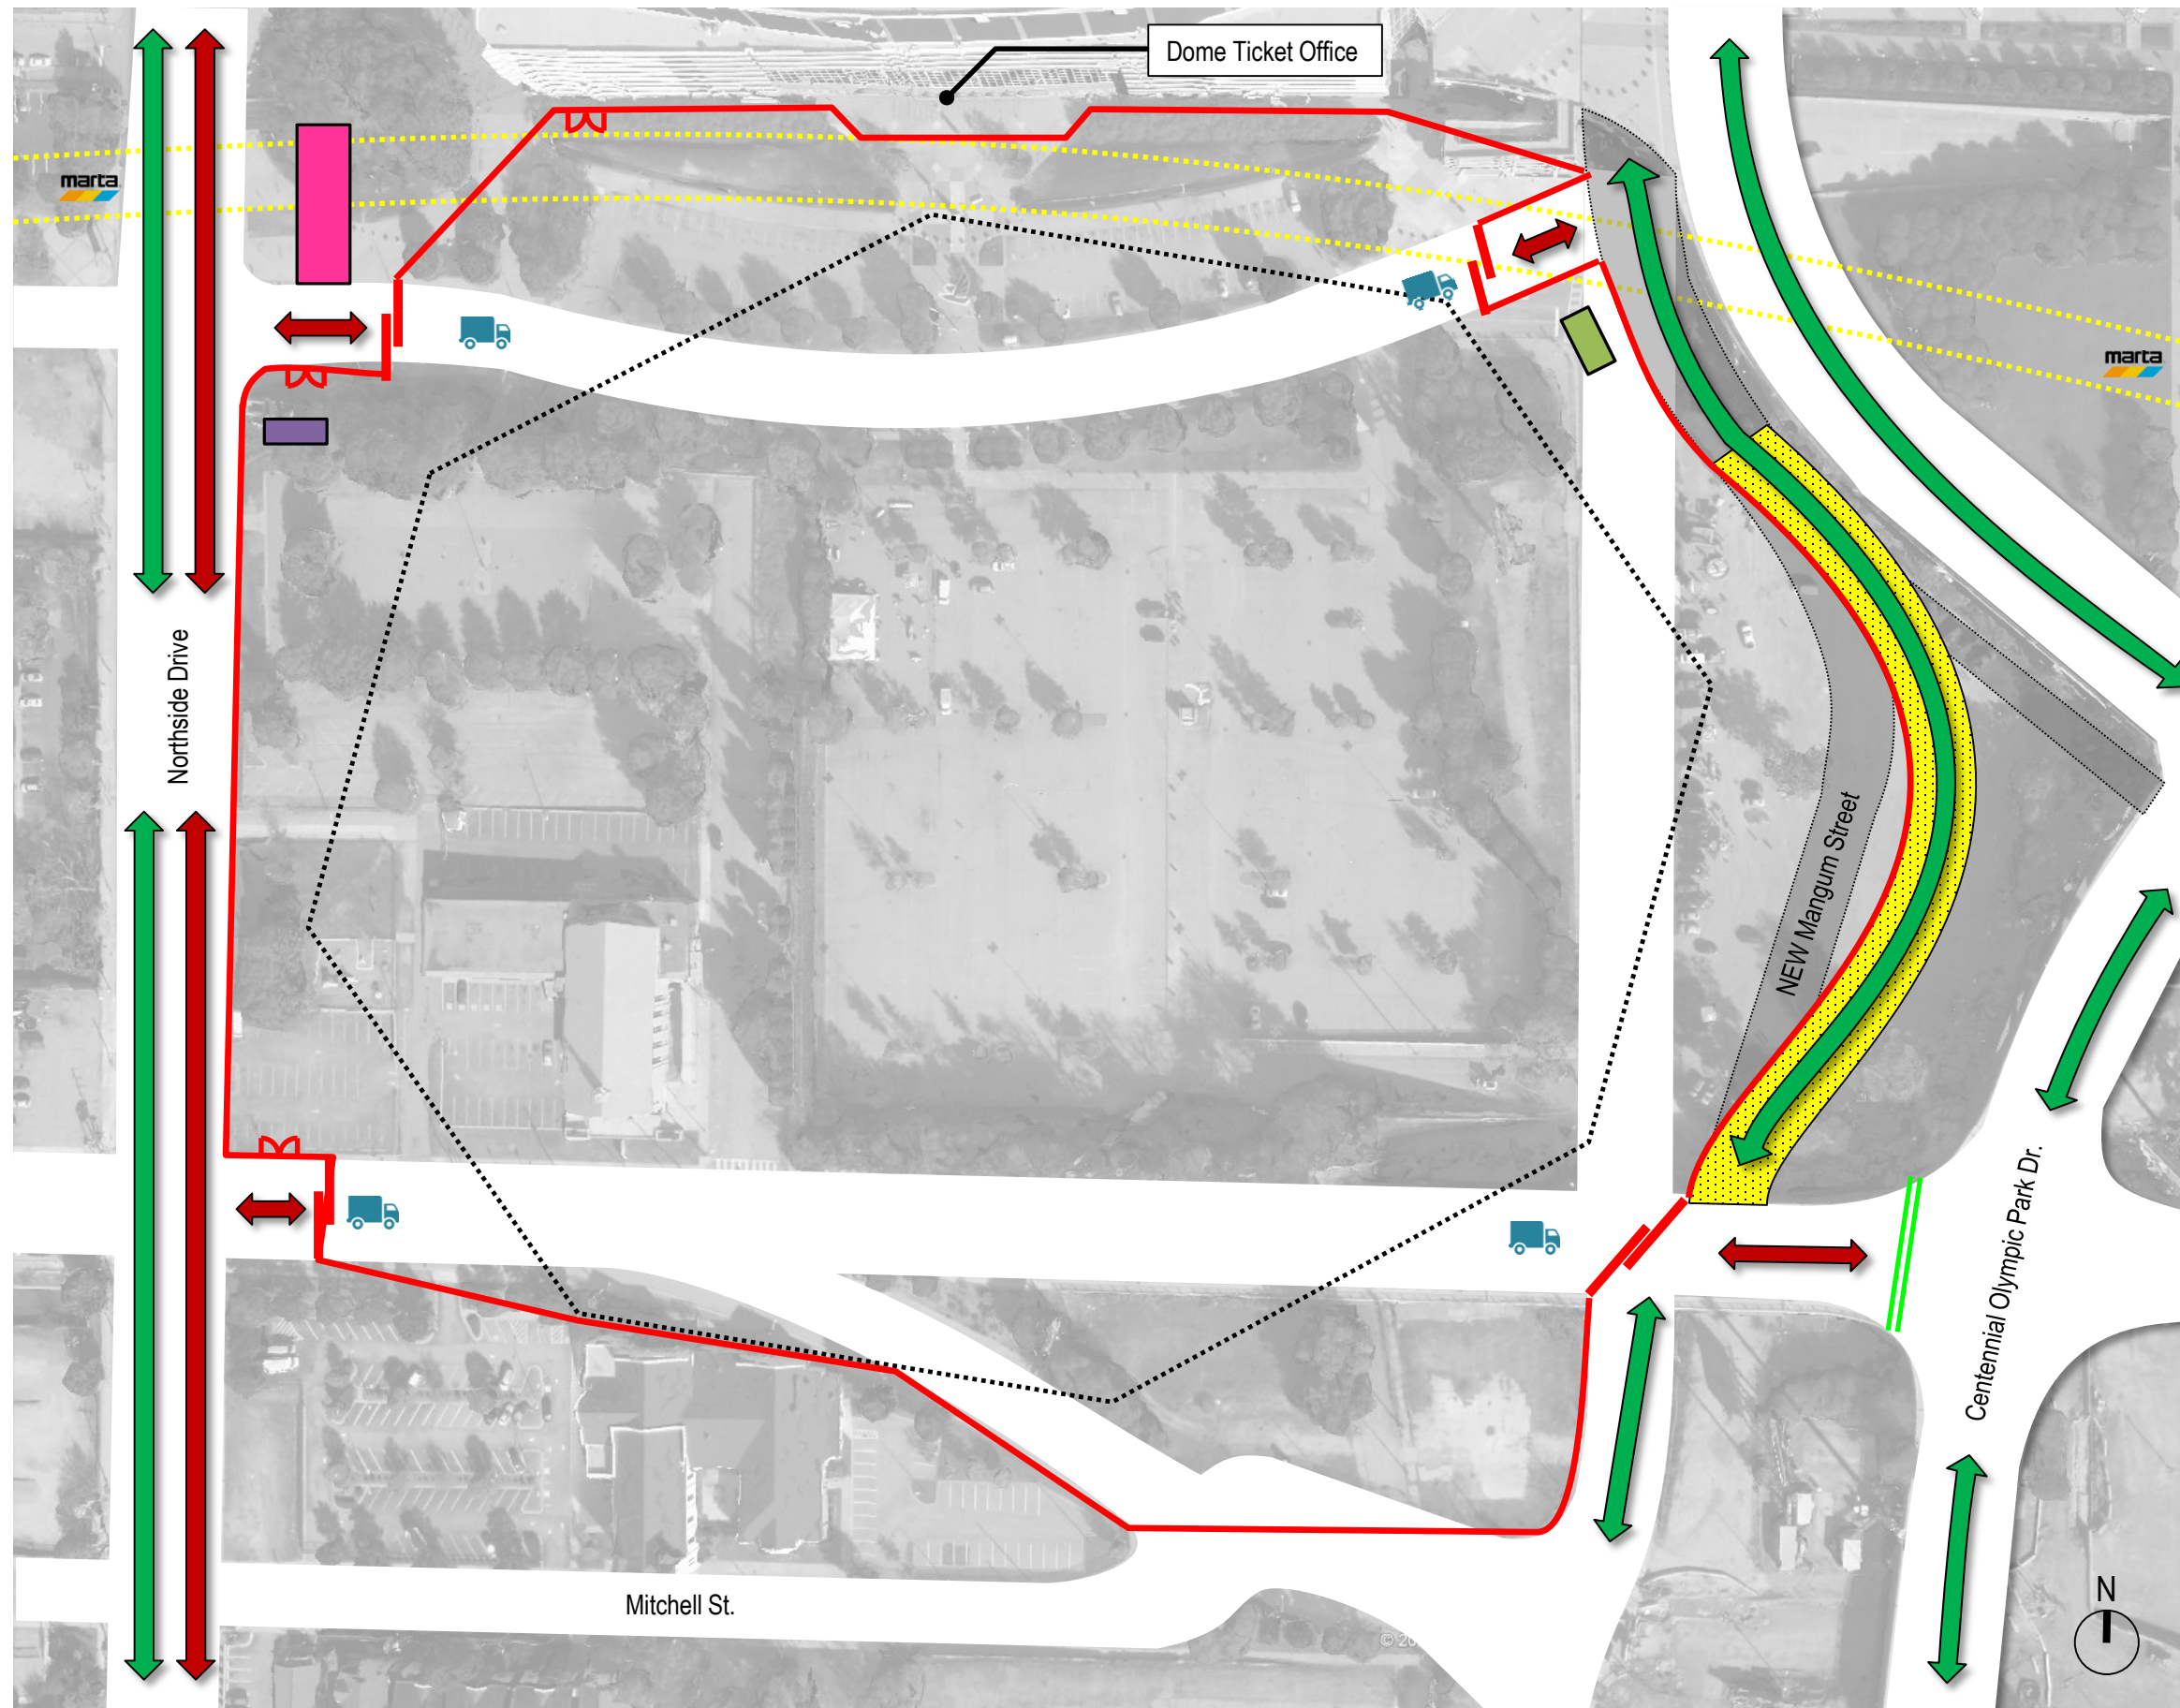 Dome Ticket Office
marta
marta
Northside Drive
NEW Mangum Street
Centennial Olympic Park Dr.
Mitchell St.
N